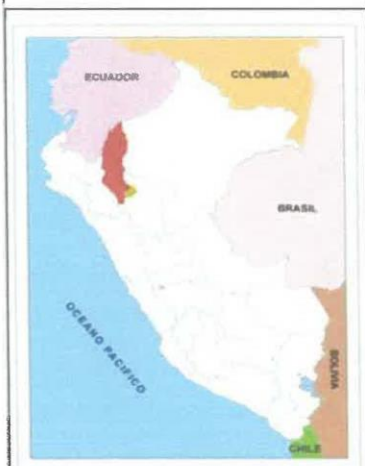 ECUADOR
COLOMBIA
BRASIL
OCEANO PACIFICO
BOLIVIA
CHILE